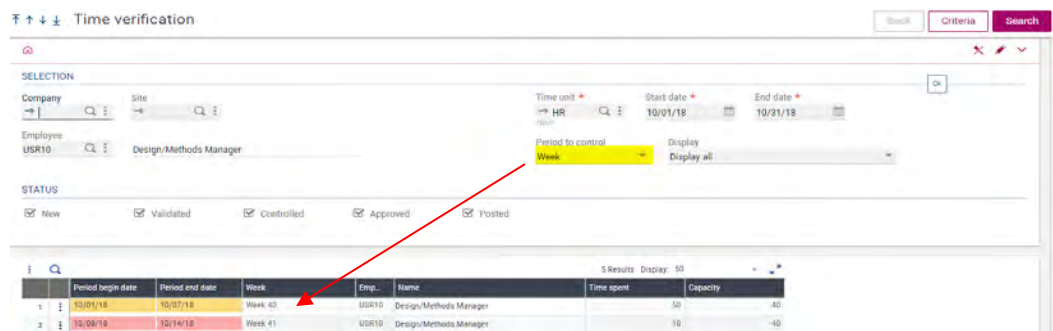 Time verification
Back
Criteria
Search
SELECTION
Ok
Company
Site
Time unit *
Start date *
End date *
HR
10/01/18
10/31/18
Hour
Employee
Period to control
Display
USR10
Design/Methods Manager
Week
Display all
STATUS
New
Validated
Controlled
Approved
Posted
5 Results Display: 50
Period begin date Period end date Week Emp.. Name Time spent Capacity
1 10/01/18 10/07/18 Week 40 USR10 Design/Methods Manager 50 40
2 10/08/18 10/14/18 Week 41 USR10 Design/Methods Manager 10 40